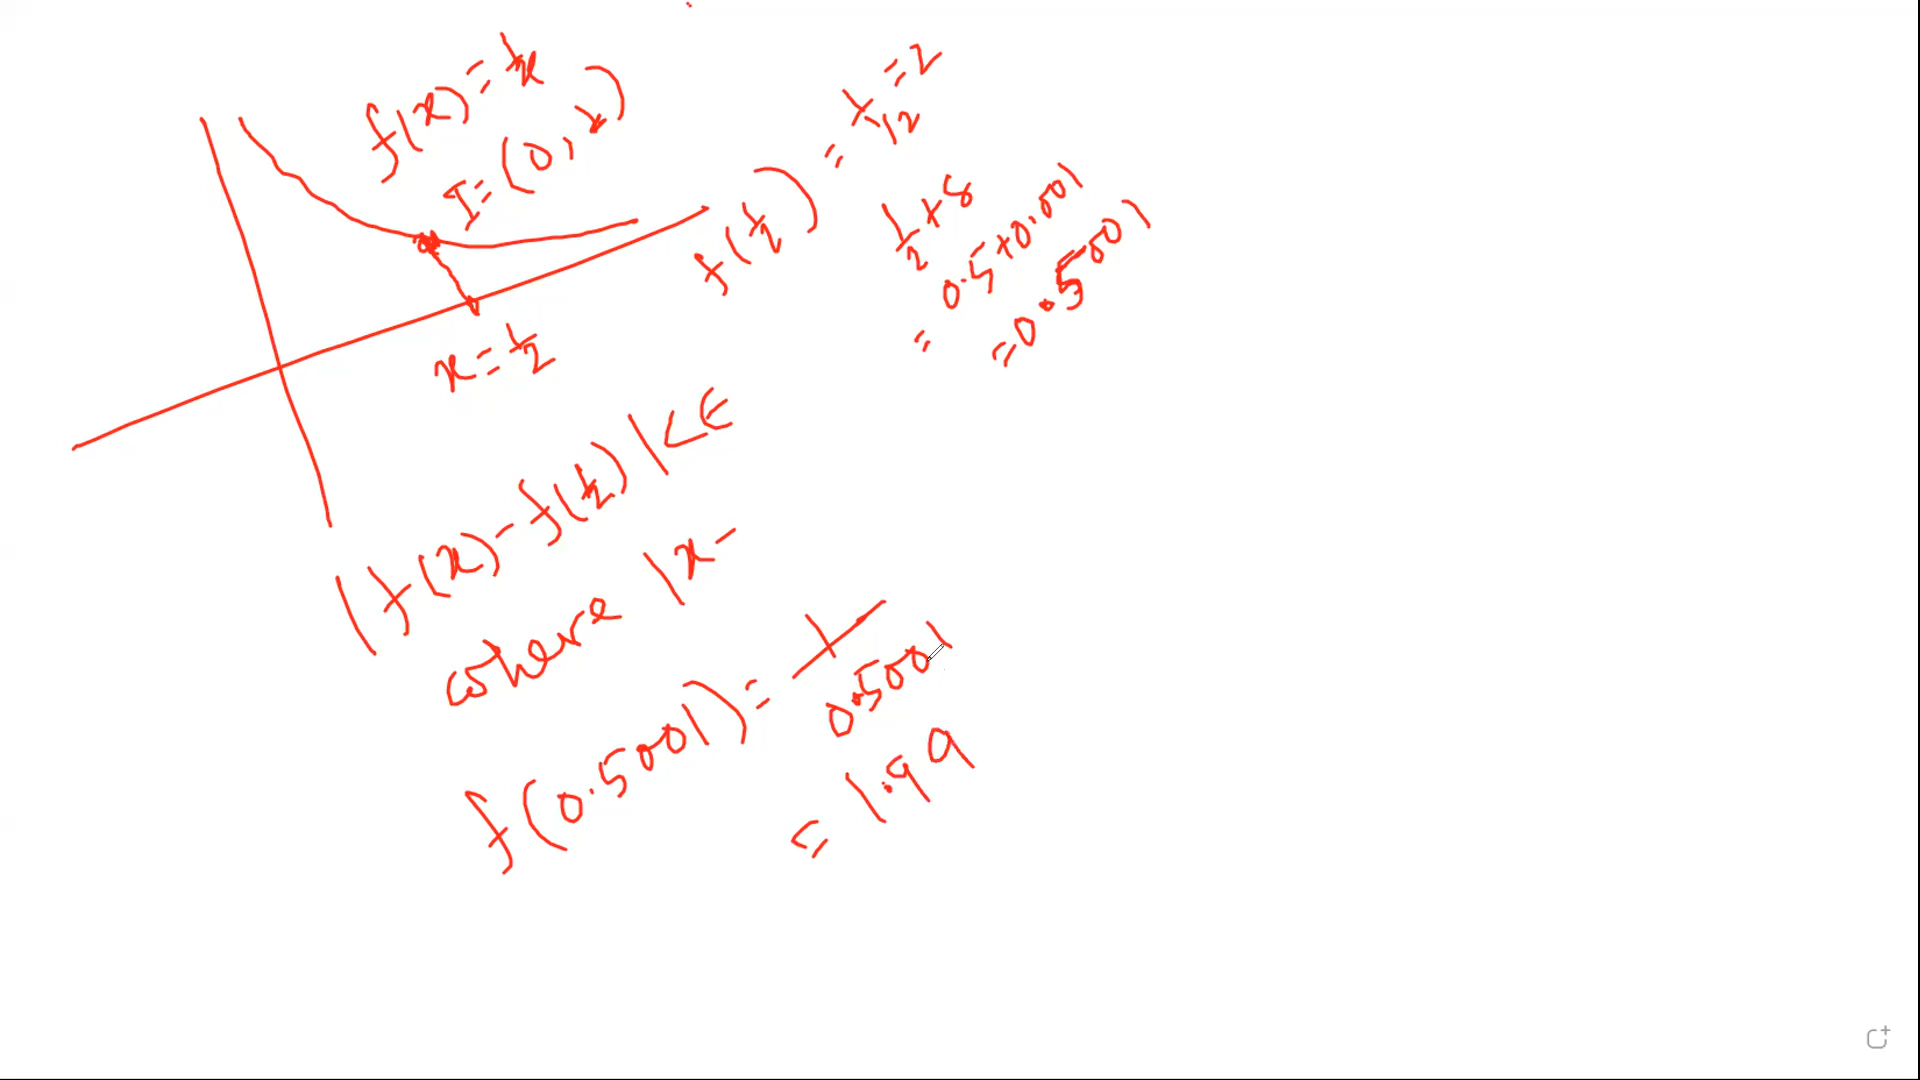 f(x) = 1/x
I = (0, 1)
f(1/2) = 1/1/2 = 2
1/2 + δ
= 0.5 + 0.001
= 0.5001
x = 1/2
|f(x) - f(1/2)| < ε
where |x -
f(0.5001) = 1/0.5001
= 1.99